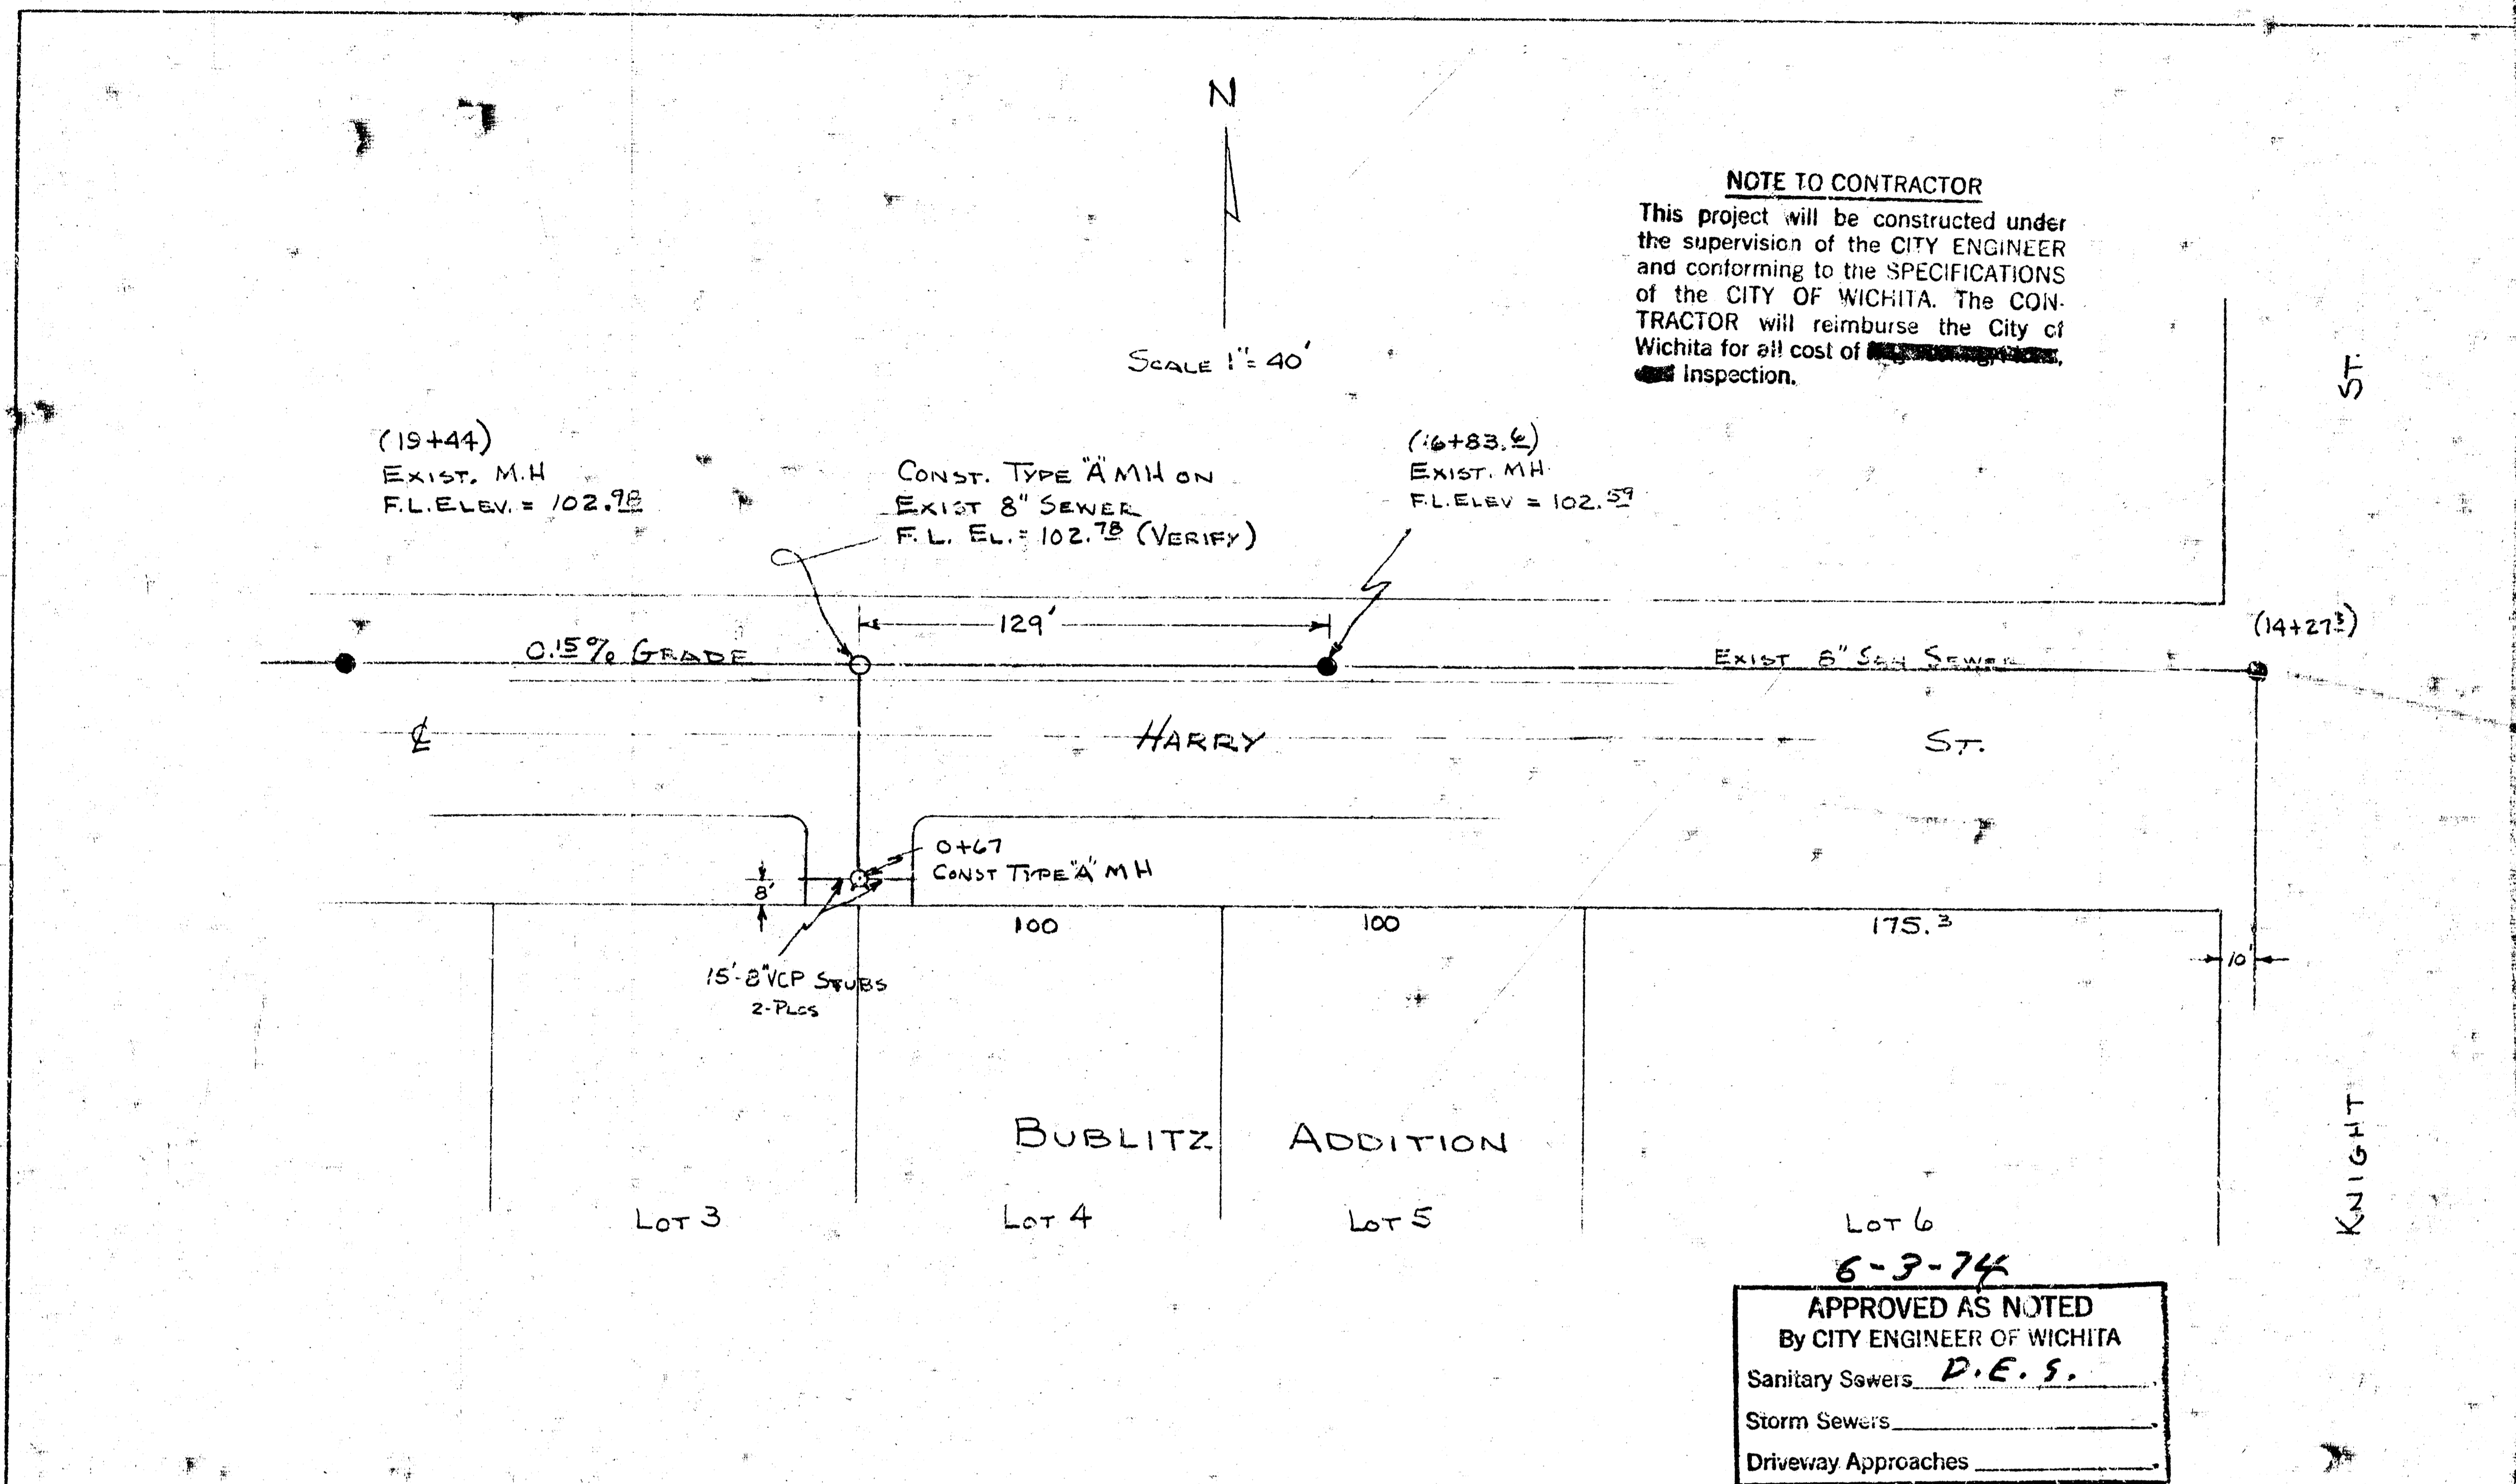 N
SCALE 1"= 40'
NOTE TO CONTRACTOR
This project will be constructed under
the supervision of the CITY ENGINEER
and conforming to the SPECIFICATIONS
of the CITY OF WICHITA. The CON-
TRACTOR will reimburse the City of
Wichita for all cost of
Inspection.
ST.
(19+44)
EXIST. M.H
F.L. ELEV. = 102.98
CONST. TYPE "A" MH ON
EXIST 8" SEWER
F.L. EL. = 102.78 (VERIFY)
(16+83.6)
EXIST. MH.
F.L. ELEV = 102.59
129'
(14+27.3)
0.15% GRADE
EXIST 8" SAN SEWER
℄
HARRY
ST.
0+67
CONST TYPE "A" MH
8'
100
100
175.3
10'
15'-8" VCP STUBS
2-PLCS
BUBLITZ ADDITION
KNIGHT
LOT 3
LOT 4
LOT 5
LOT 6
6-3-74
APPROVED AS NOTED
By CITY ENGINEER OF WICHITA
Sanitary Sewers D.E.S.
Storm Sewers
Driveway Approaches